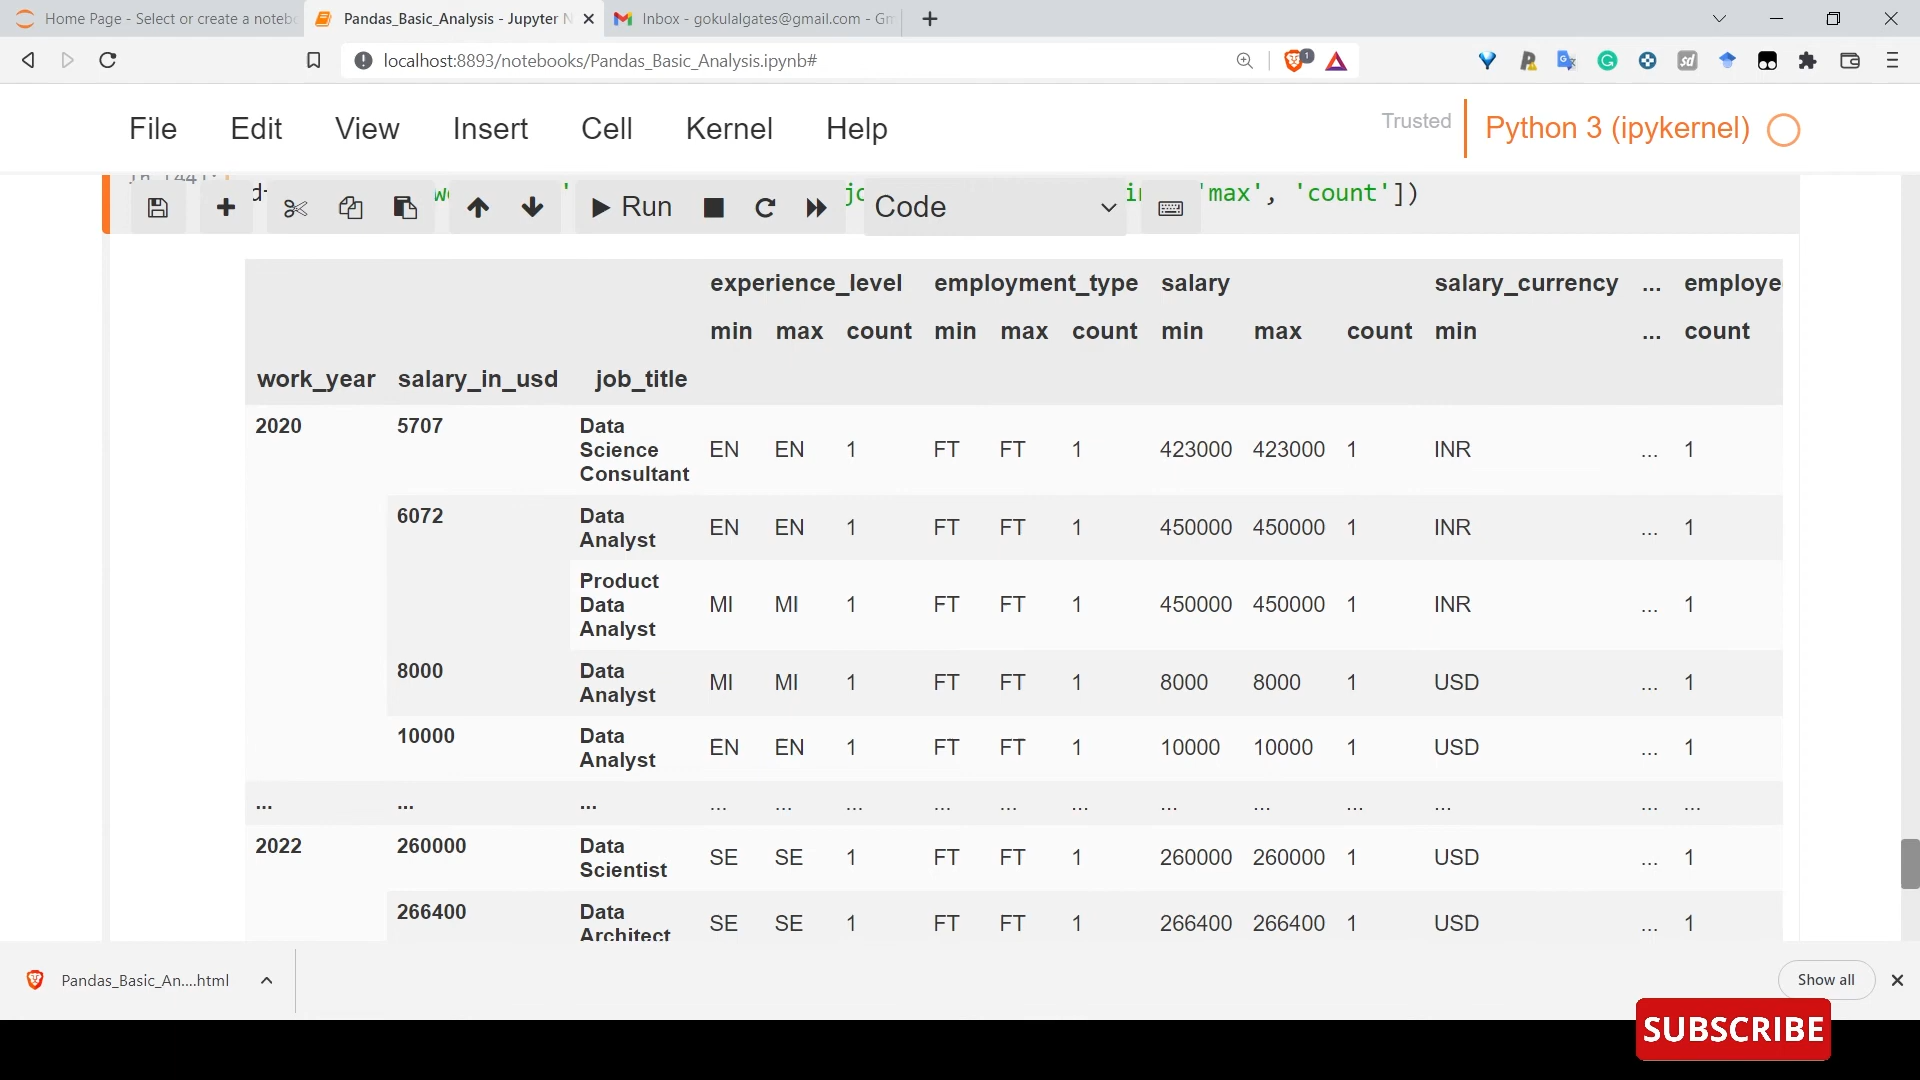 Home Page - Select or create a noteb
Pandas_Basic_Analysis - Jupyter N
Inbox - gokulalgates@gmail.com - Gm
localhost:8893/notebooks/Pandas_Basic_Analysis.ipynb#
1
File Edit View Insert Cell Kernel Help
Trusted
Python 3 (ipykernel)
Run
Code
'max', 'count'])
experience_level employment_type salary salary_currency ... employe
min max count min max count min max count min ... count
work_year salary_in_usd job_title
2020 5707 Data Science Consultant EN EN 1 FT FT 1 423000 423000 1 INR ... 1
6072 Data Analyst EN EN 1 FT FT 1 450000 450000 1 INR ... 1
Product Data Analyst MI MI 1 FT FT 1 450000 450000 1 INR ... 1
8000 Data Analyst MI MI 1 FT FT 1 8000 8000 1 USD ... 1
10000 Data Analyst EN EN 1 FT FT 1 10000 10000 1 USD ... 1
... ... ... ... ... ... ... ... ... ... ... ... ... ... ...
2022 260000 Data Scientist SE SE 1 FT FT 1 260000 260000 1 USD ... 1
266400 Data Architect SE SE 1 FT FT 1 266400 266400 1 USD ... 1
Pandas_Basic_An....html
Show all
SUBSCRIBE